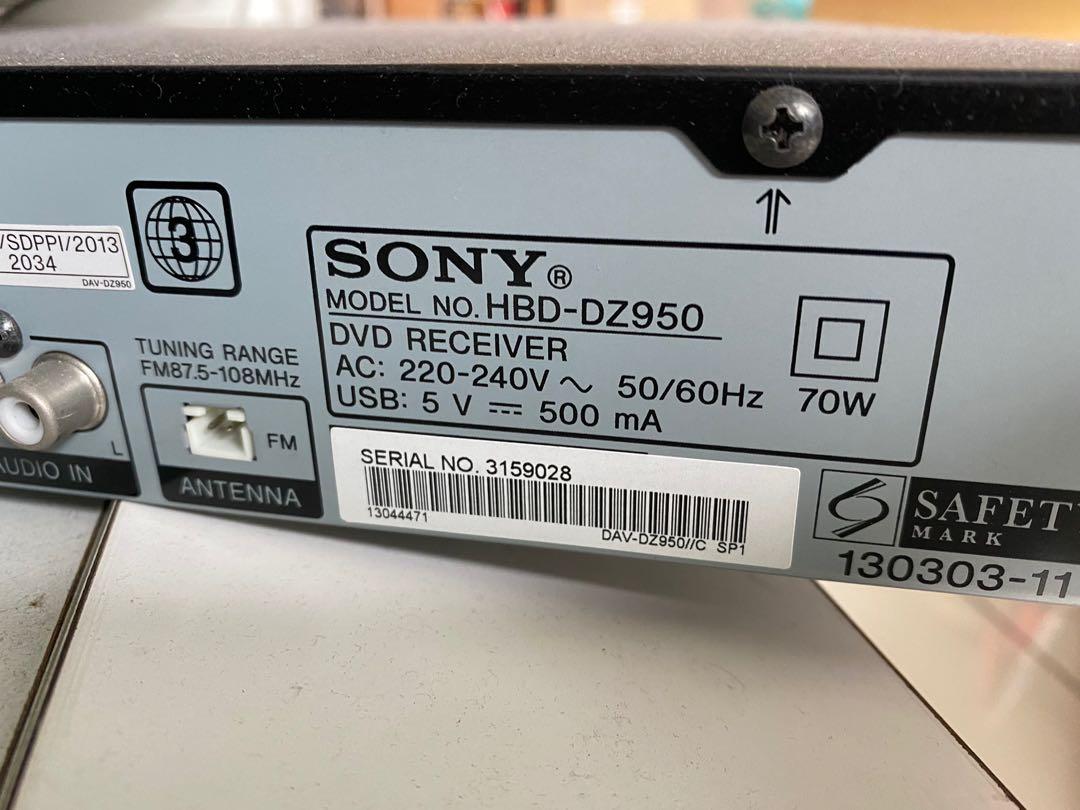 /SDPPI/2013
2034
DAV-DZ950
3
SONY®
MODEL NO. HBD-DZ950
DVD RECEIVER
AC: 220-240V ~ 50/60Hz 70W
USB: 5 V ⎓ 500 mA
TUNING RANGE
FM87.5-108MHz
FM
ANTENNA
L
AUDIO IN
SERIAL NO. 3159028
13044471
DAV-DZ950//C SP1
SAFET
MARK
130303-11